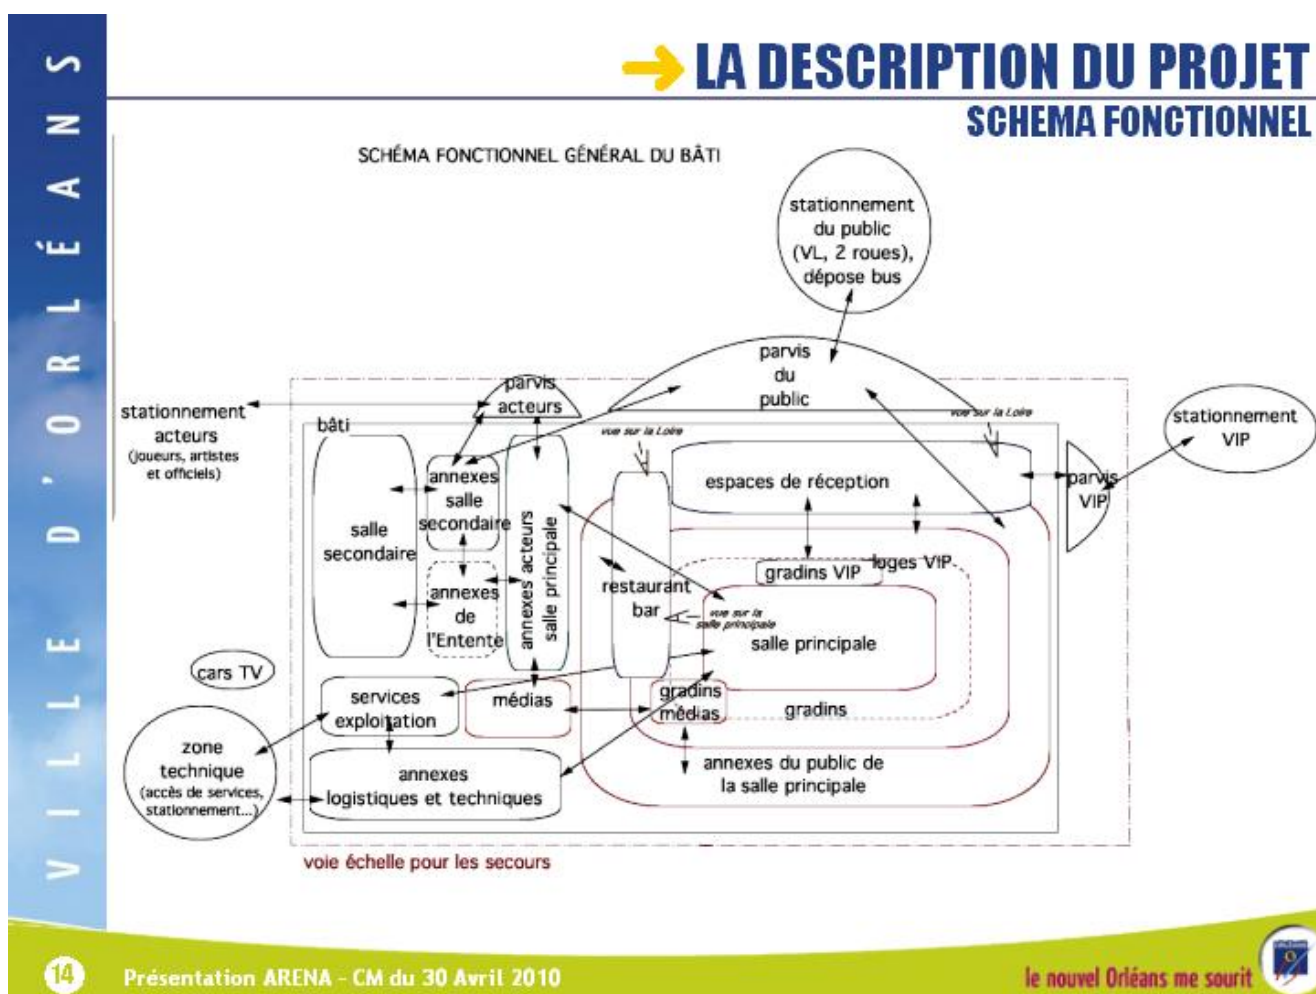 VILLE D'ORLÉANS
LA DESCRIPTION DU PROJET
SCHEMA FONCTIONNEL
SCHÉMA FONCTIONNEL GÉNÉRAL DU BÂTI
stationnement
du public
(VL, 2 roues),
dépose bus
parvis
du
public
parvis
acteurs
stationnement
acteurs
(joueurs, artistes
et officiels)
bâti
vue sur la Loire
vue sur la Loire
stationnement
VIP
parvis
VIP
annexes
salle
secondaire
salle
secondaire
annexes
de
l'Entente
annexes acteurs
salle principale
espaces de réception
gradins VIP
loges VIP
restaurant
bar
vue sur la
salle principale
salle principale
cars TV
services
exploitation
médias
gradins
médias
gradins
zone
technique
(accès de services,
stationnement...)
annexes
logistiques et techniques
annexes du public de
la salle principale
voie échelle pour les secours
14
Présentation ARENA - CM du 30 Avril 2010
le nouvel Orléans me sourit